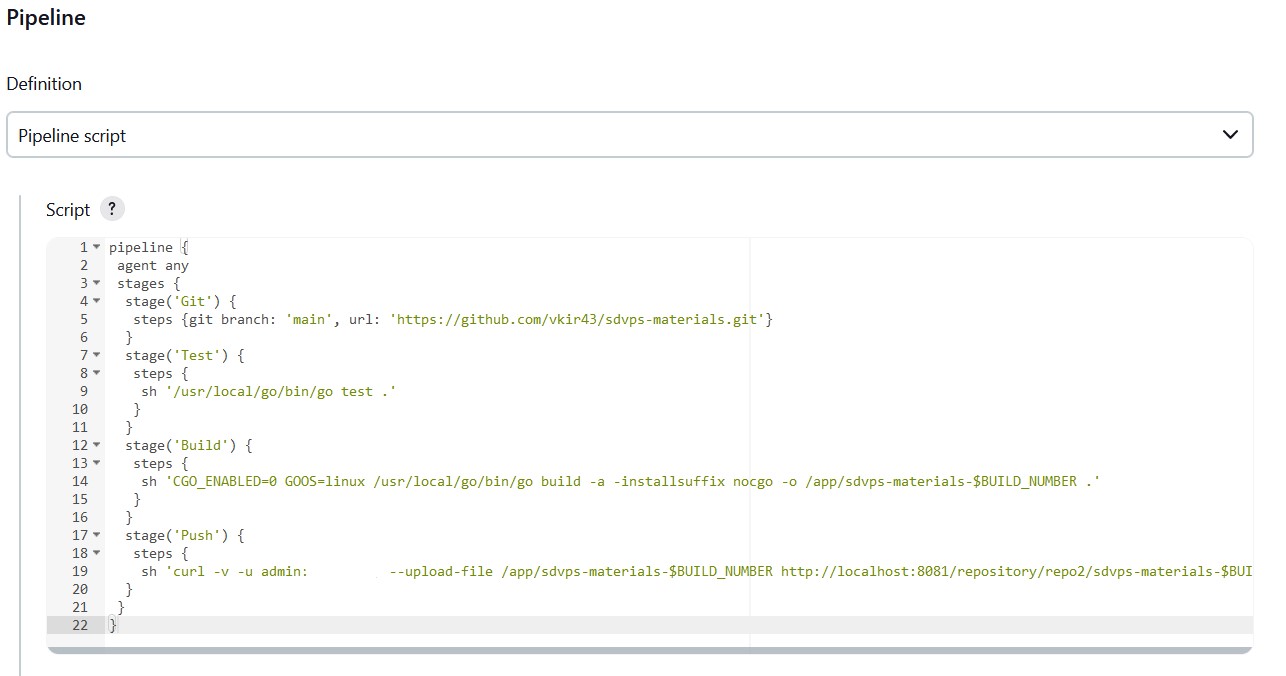 Pipeline
Definition
Pipeline script
Script ?
1 pipeline {
2 agent any
3 stages {
4 stage('Git') {
5 steps {git branch: 'main', url: 'https://github.com/vkir43/sdvps-materials.git'}
6 }
7 stage('Test') {
8 steps {
9 sh '/usr/local/go/bin/go test .'
10 }
11 }
12 stage('Build') {
13 steps {
14 sh 'CGO_ENABLED=0 GOOS=linux /usr/local/go/bin/go build -a -installsuffix nocgo -o /app/sdvps-materials-$BUILD_NUMBER .'
15 }
16 }
17 stage('Push') {
18 steps {
19 sh 'curl -v -u admin: --upload-file /app/sdvps-materials-$BUILD_NUMBER http://localhost:8081/repository/repo2/sdvps-materials-$BUI
20 }
21 }
22 }